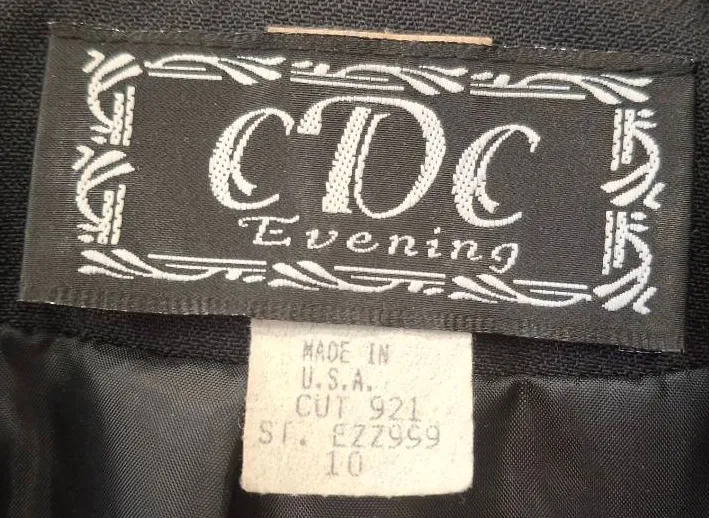 CDC
Evening
MADE IN
U.S.A.
CUT 921
ST. EZZ999
10